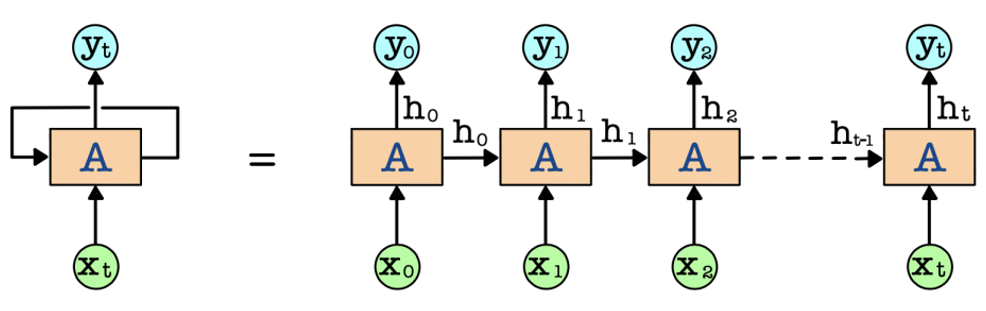 yt y0 y1 y2 yt
h0 h1 h2 ht
h0 h1 ht-1
A = A A A A
xt x0 x1 x2 xt